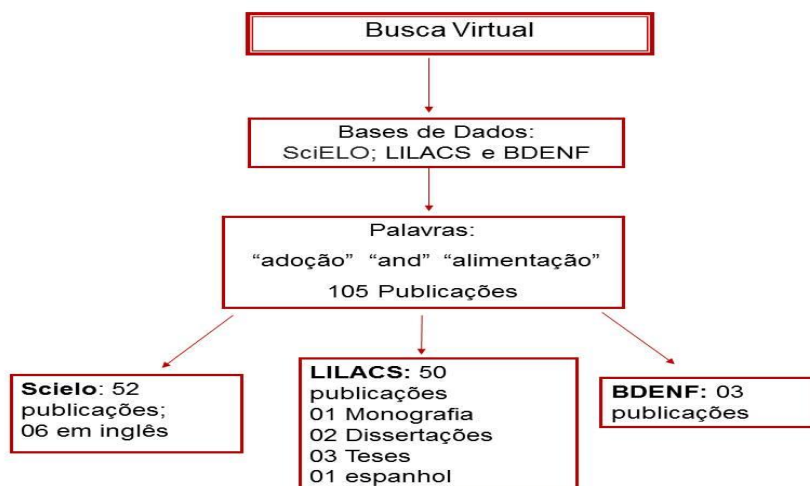 Busca Virtual
Bases de Dados:
SciELO; LILACS e BDENF
Palavras:
“adoção” “and” “alimentação”
105 Publicações
Scielo: 52
publicações;
06 em inglês
LILACS: 50
publicações
01 Monografia
02 Dissertações
03 Teses
01 espanhol
BDENF: 03
publicações